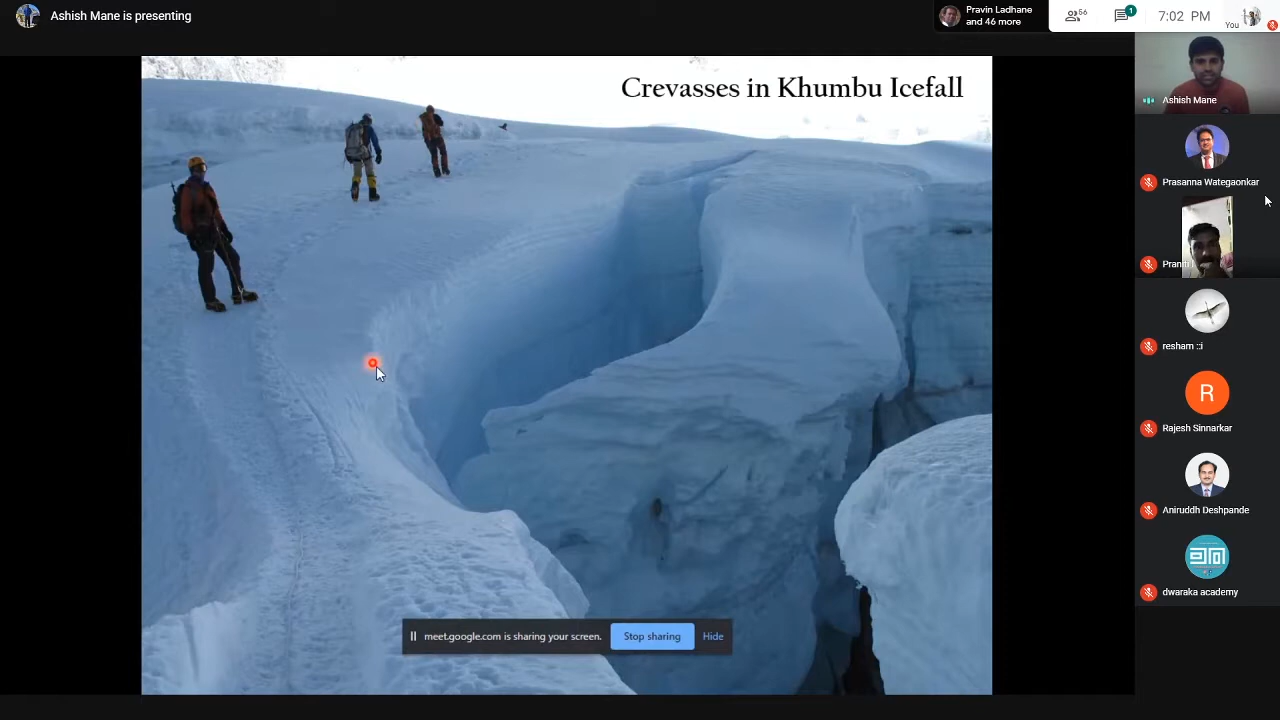 Ashish Mane is presenting
Pravin Ladhane
and 46 more
56
1
7:02 PM
You
Crevasses in Khumbu Icefall
Ashish Mane
Prasanna Wategaonkar
resham ::i
R
Rajesh Sinnarkar
Aniruddh Deshpande
dwaraka academy
meet.google.com is sharing your screen.
Stop sharing
Hide